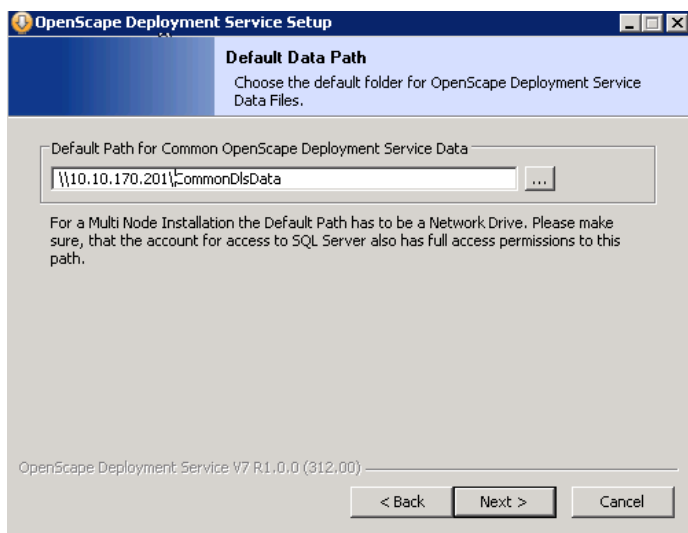 OpenScape Deployment Service Setup
Default Data Path
Choose the default folder for OpenScape Deployment Service
Data Files.
Default Path for Common OpenScape Deployment Service Data
\\10.10.170.201\CommonDlsData
...
For a Multi Node Installation the Default Path has to be a Network Drive. Please make
sure, that the account for access to SQL Server also has full access permissions to this
path.
OpenScape Deployment Service V7 R1.0.0 (312.00)
< Back
Next >
Cancel